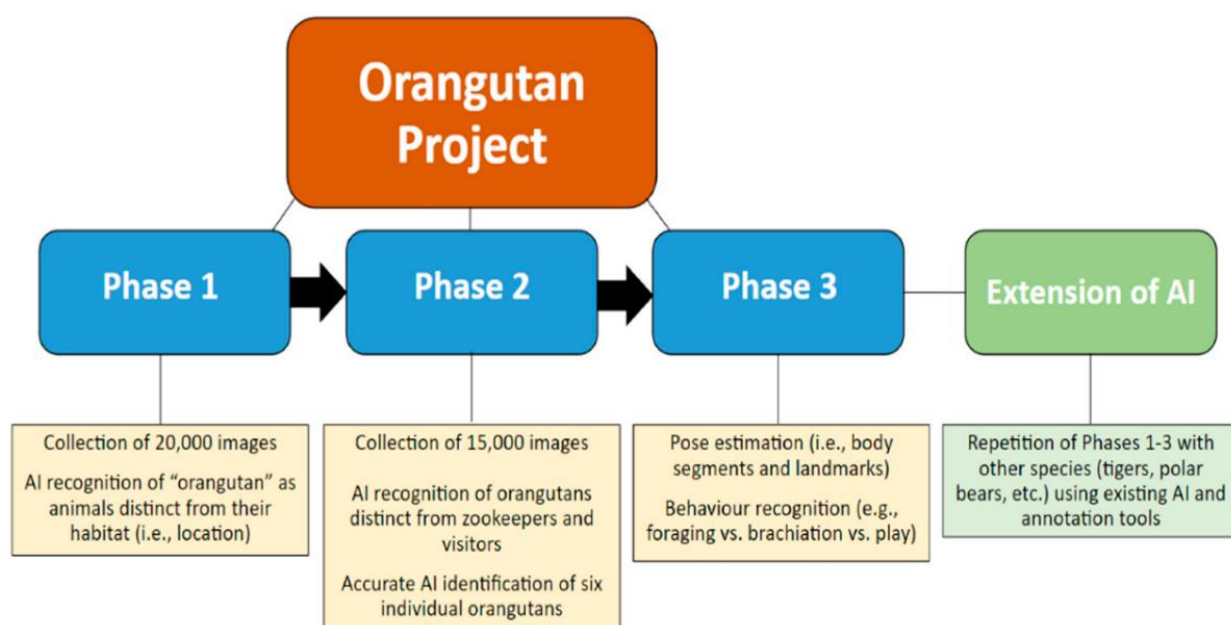 Orangutan
Project
Phase 1
Phase 2
Phase 3
Extension of AI
Collection of 20,000 images
AI recognition of “orangutan” as
animals distinct from their
habitat (i.e., location)
Collection of 15,000 images
AI recognition of orangutans
distinct from zookeepers and
visitors
Accurate AI identification of six
individual orangutans
Pose estimation (i.e., body
segments and landmarks)
Behaviour recognition (e.g.,
foraging vs. brachiation vs. play)
Repetition of Phases 1-3 with
other species (tigers, polar
bears, etc.) using existing AI and
annotation tools